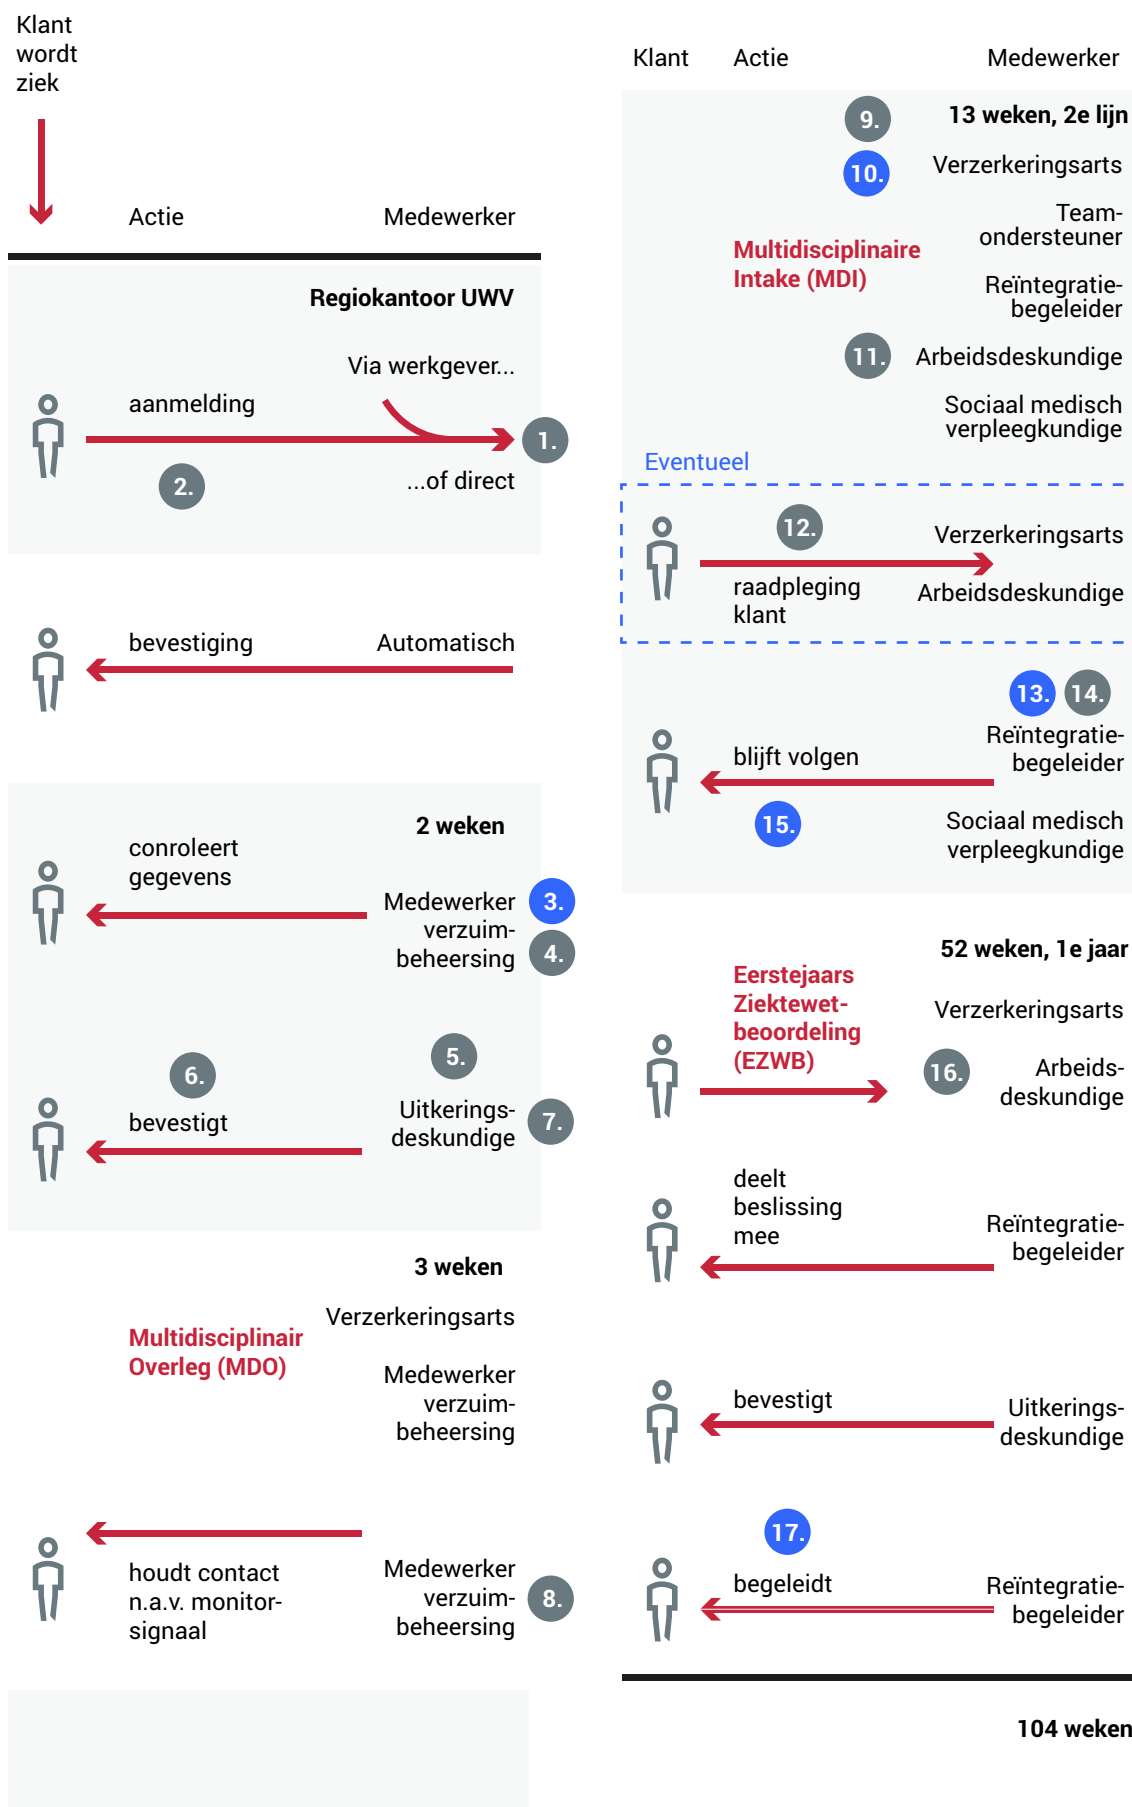 Klant
wordt
ziek
Actie
Medewerker
Regiokantoor UWV
Via werkgever...
aanmelding
1.
2.
...of direct
bevestiging
Automatisch
2 weken
conroleert
gegevens
Medewerker
verzuim-
beheersing
3.
4.
5.
6.
bevestigt
Uitkerings-
deskundige
7.
3 weken
Verzerkeringsarts
Multidisciplinair
Overleg (MDO)
Medewerker
verzuim-
beheersing
houdt contact
n.a.v. monitor-
signaal
Medewerker
verzuim-
beheersing
8.
Klant
Actie
Medewerker
9.
13 weken, 2e lijn
10.
Verzerkeringsarts
Team-
ondersteuner
Multidisciplinaire
Intake (MDI)
Reïntegratie-
begeleider
11.
Arbeidsdeskundige
Sociaal medisch
verpleegkundige
Eventueel
12.
Verzerkeringsarts
raadpleging
klant
Arbeidsdeskundige
13.
14.
Reïntegratie-
begeleider
blijft volgen
15.
Sociaal medisch
verpleegkundige
52 weken, 1e jaar
Eerstejaars
Ziektewet-
beoordeling
(EZWB)
Verzerkeringsarts
16.
Arbeids-
deskundige
deelt
beslissing
mee
Reïntegratie-
begeleider
bevestigt
Uitkerings-
deskundige
17.
begeleidt
Reïntegratie-
begeleider
104 weken